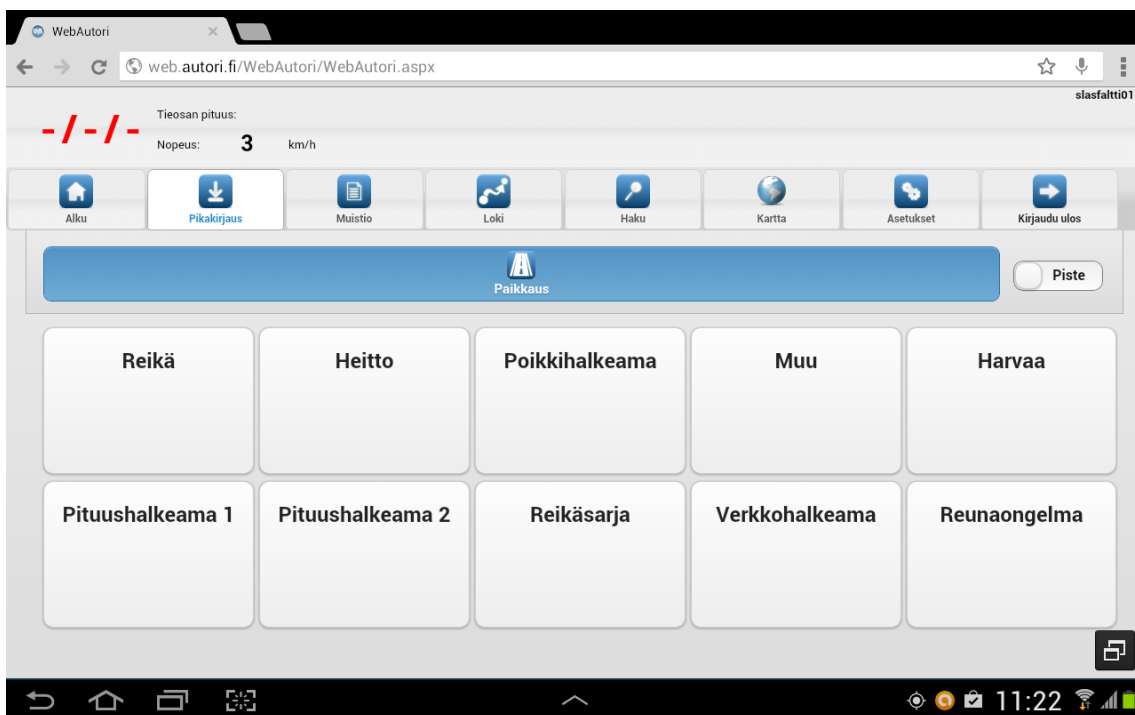 WebAutori
web.autori.fi/WebAutori/WebAutori.aspx
slasfaltti01
-/-/-
Tieosan pituus:
Nopeus: 3 km/h
Alku Pikakirjaus Muistio Loki Haku Kartta Asetukset Kirjaudu ulos
Paikkaus
Piste
Reikä Heitto Poikkihalkeama Muu Harvaa
Pituushalkeama 1 Pituushalkeama 2 Reikäsarja Verkkohalkeama Reunaongelma
11:22